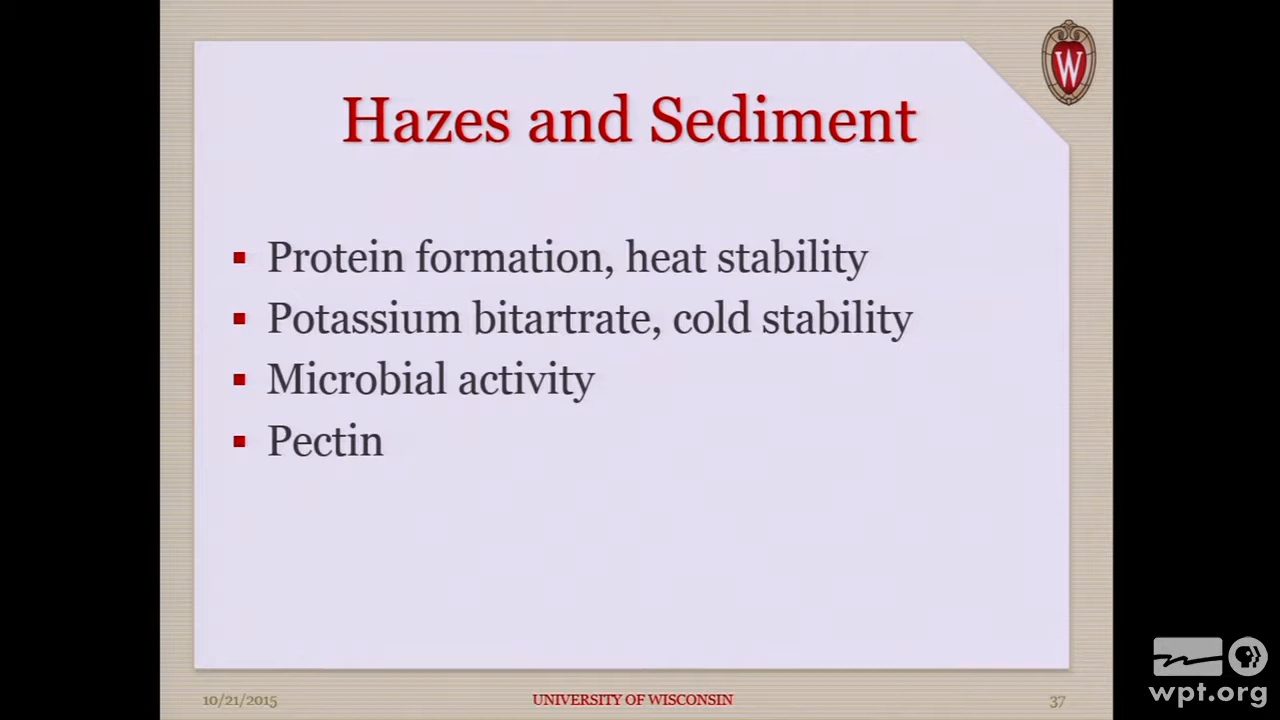 W
Hazes and Sediment
▪ Protein formation, heat stability
▪ Potassium bitartrate, cold stability
▪ Microbial activity
▪ Pectin
10/21/2015 UNIVERSITY OF WISCONSIN 37
wpt.org